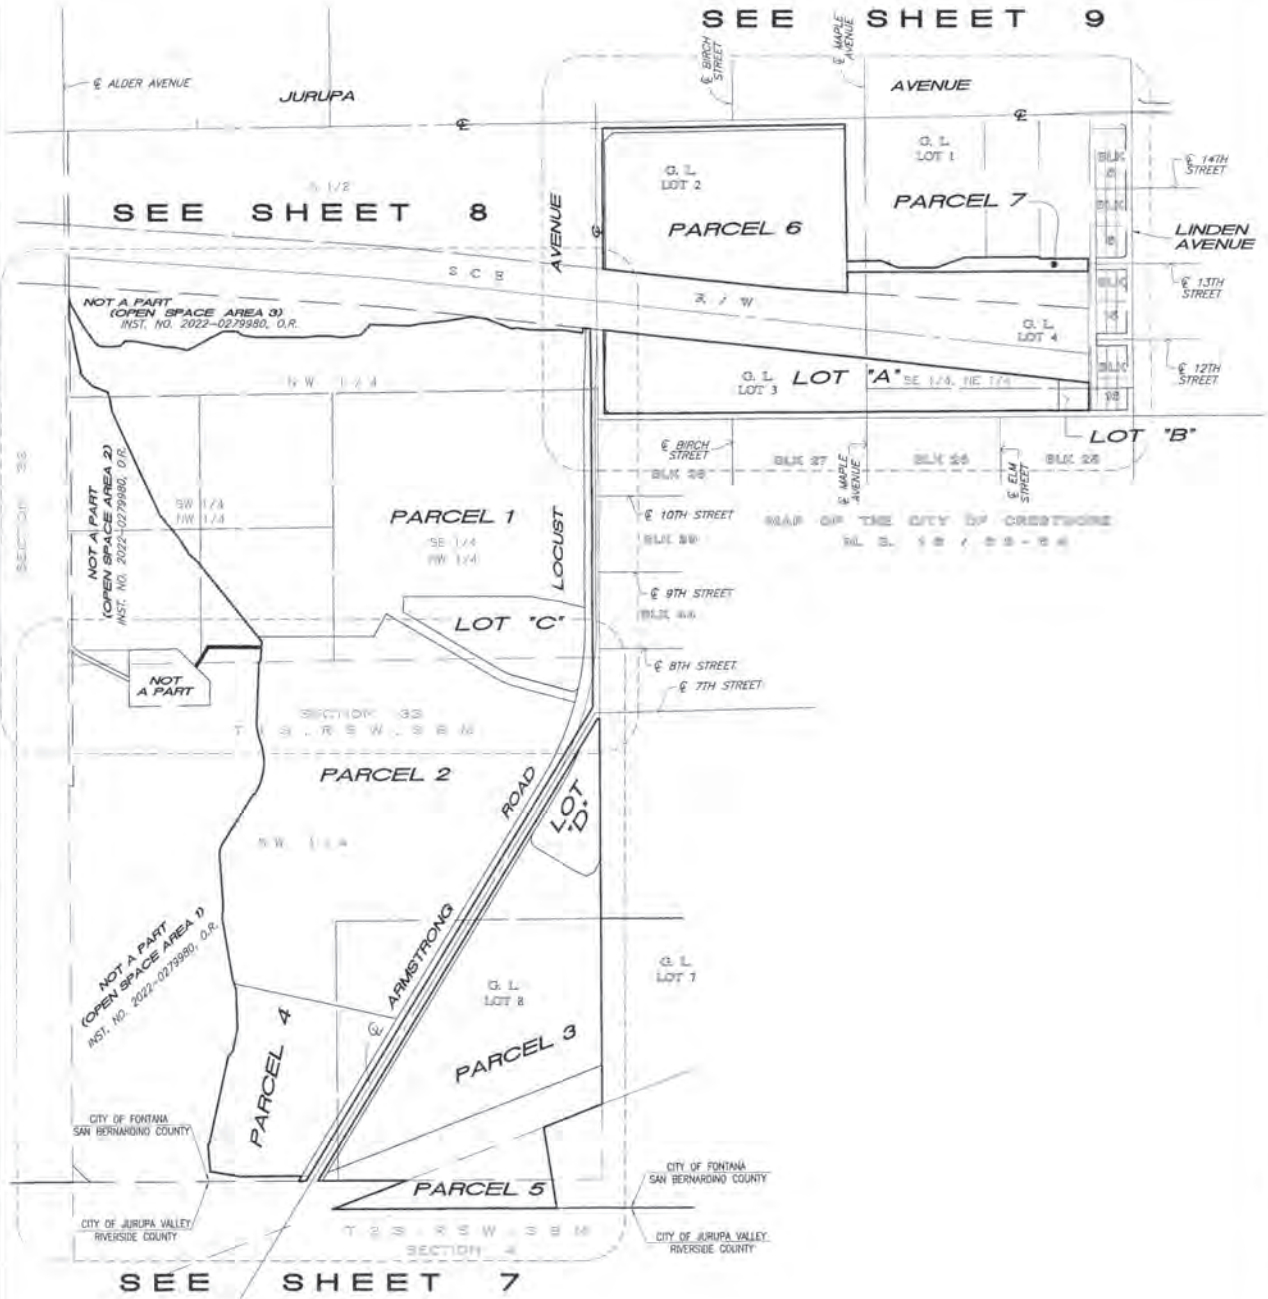 SEE SHEET 9
℄ BIRCH
STREET
℄ MAPLE
AVENUE
℄ ALDER AVENUE
JURUPA
AVENUE
℄
℄
G. L.
LOT 1
G. L.
LOT 2
BLK
℄ 14TH
STREET
S 1/2
SEE SHEET 8
AVENUE
℄
PARCEL 6
PARCEL 7
BLK
LINDEN
AVENUE
S C E
R / W
℄ 13TH
STREET
BLK
NOT A PART
(OPEN SPACE AREA 3)
INST. NO. 2022-0279980, O.R.
G. L.
LOT 4
℄ 12TH
STREET
BLK
N W 1/4
G. L.
LOT 3
LOT "A"
SE 1/4, NE 1/4
LOT "B"
℄ BIRCH
STREET
℄ MAPLE
AVENUE
℄ ELM
STREET
BLK 27
NOT A PART
(OPEN SPACE AREA 2)
INST. NO. 2022-0279980, O.R.
SW 1/4
NW 1/4
PARCEL 1
SE 1/4
NW 1/4
LOCUST
℄ 10TH STREET
MAP OF THE CITY OF CRESTMORE
℄ 9TH STREET
LOT "C"
℄ 8TH STREET
℄ 7TH STREET
NOT
A PART
SECTION 33
PARCEL 2
ROAD
LOT
"D"
NOT A PART
(OPEN SPACE AREA 1)
INST. NO. 2022-0279980, O.R.
ARMSTRONG
℄
G. L.
LOT 8
G. L.
LOT 7
PARCEL 4
PARCEL 3
CITY OF FONTANA
SAN BERNARDINO COUNTY
CITY OF JURUPA VALLEY
RIVERSIDE COUNTY
PARCEL 5
CITY OF FONTANA
SAN BERNARDINO COUNTY
CITY OF JURUPA VALLEY
RIVERSIDE COUNTY
SECTION 4
SEE SHEET 7